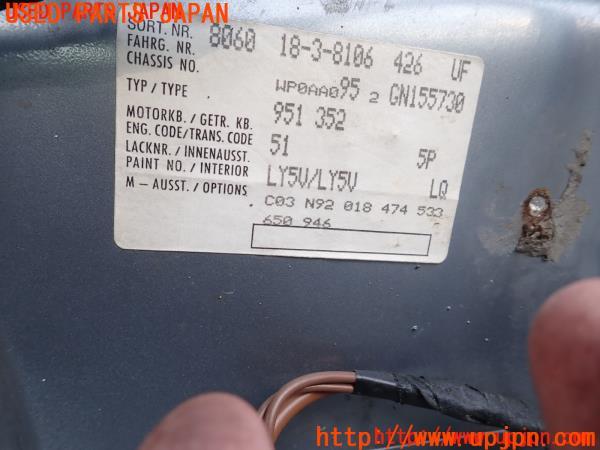 USED PARTS JAPAN
SORT. NR. 8060 18-3-8106 426 UF
FAHRG. NR.
CHASSIS NO.
WP0AA095 2 GN155730
TYP / TYPE
MOTORKB. / GETR. KB. 951 352
ENG. CODE/TRANS. CODE
LACKNR. / INNENAUSST. 51 5P
PAINT NO. / INTERIOR LY5V/LY5V LQ
M – AUSST. / OPTIONS
C03 N92 018 474 533
650 946
http://www.upjpn.com/